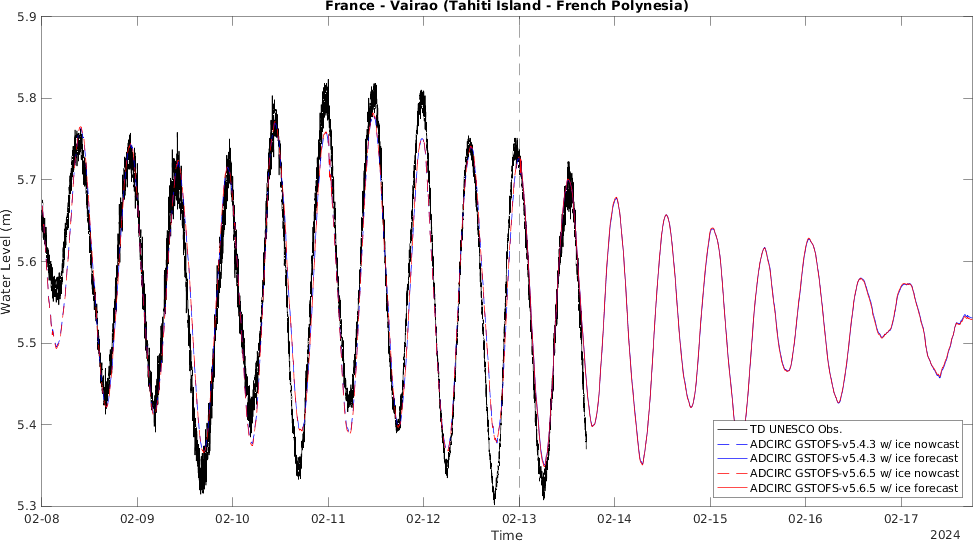 France - Vairao (Tahiti Island - French Polynesia)
5.9
5.8
5.7
5.6
5.5
5.4
5.3
Water Level (m)
TD UNESCO Obs.
ADCIRC GSTOFS-v5.4.3 w/ ice nowcast
ADCIRC GSTOFS-v5.4.3 w/ ice forecast
ADCIRC GSTOFS-v5.6.5 w/ ice nowcast
ADCIRC GSTOFS-v5.6.5 w/ ice forecast
02-08 02-09 02-10 02-11 02-12 02-13 02-14 02-15 02-16 02-17
Time
2024